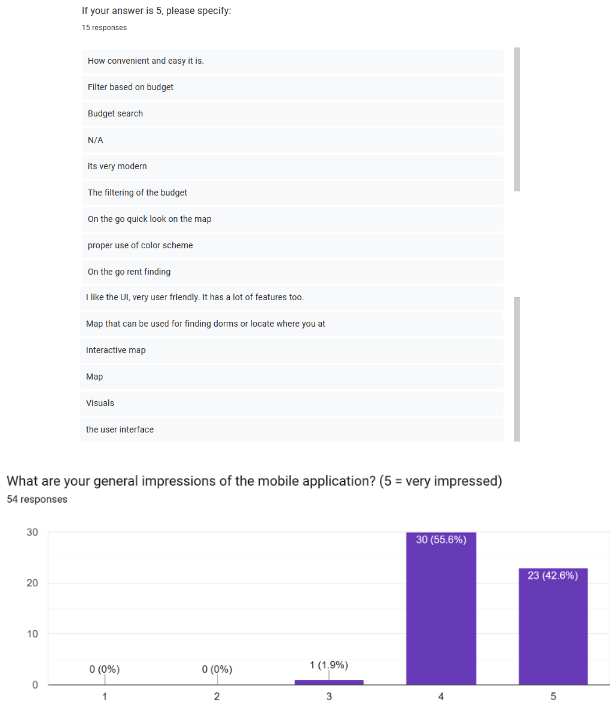 If your answer is 5, please specify:
15 responses
How convenient and easy it is.
Filter based on budget
Budget search
N/A
its very modern
The filtering of the budget
On the go quick look on the map
proper use of color scheme
On the go rent finding
I like the UI, very user friendly. It has a lot of features too.
Map that can be used for finding dorms or locate where you at
Interactive map
Map
Visuals
the user interface
What are your general impressions of the mobile application? (5 = very impressed)
54 responses
30
20
10
0
0 (0%)
0 (0%)
1 (1.9%)
30 (55.6%)
23 (42.6%)
1
2
3
4
5